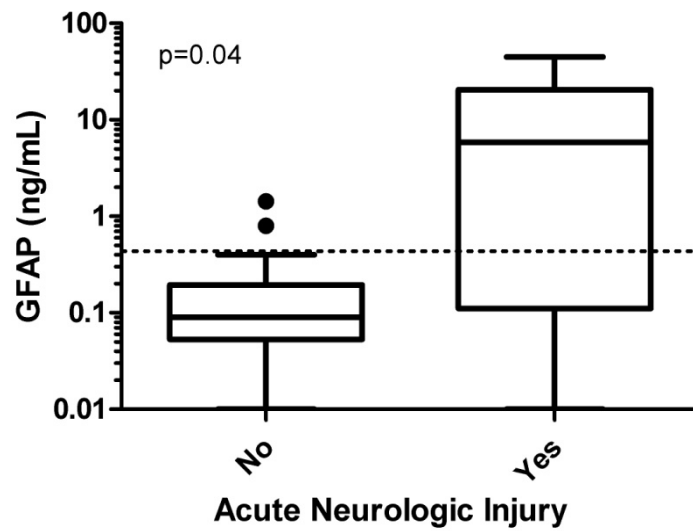 100
p=0.04
10
1
0.1
0.01
GFAP (ng/mL)
No
Yes
Acute Neurologic Injury